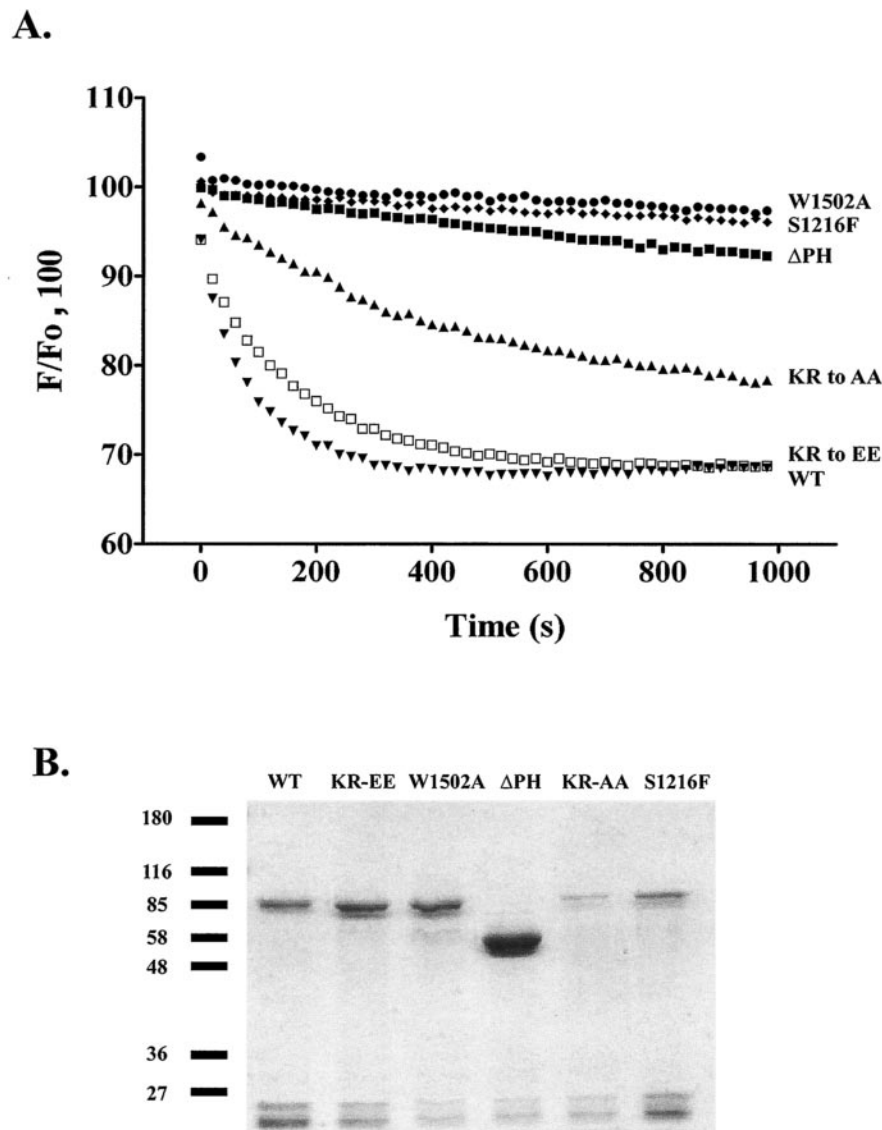 A.
110
100
90
80
70
60
F/Fo, 100
0 200 400 600 800 1000
Time (s)
W1502A
S1216F
ΔPH
KR to AA
KR to EE
WT
B.
WT KR-EE W1502A ΔPH KR-AA S1216F
180
116
85
58
48
36
27